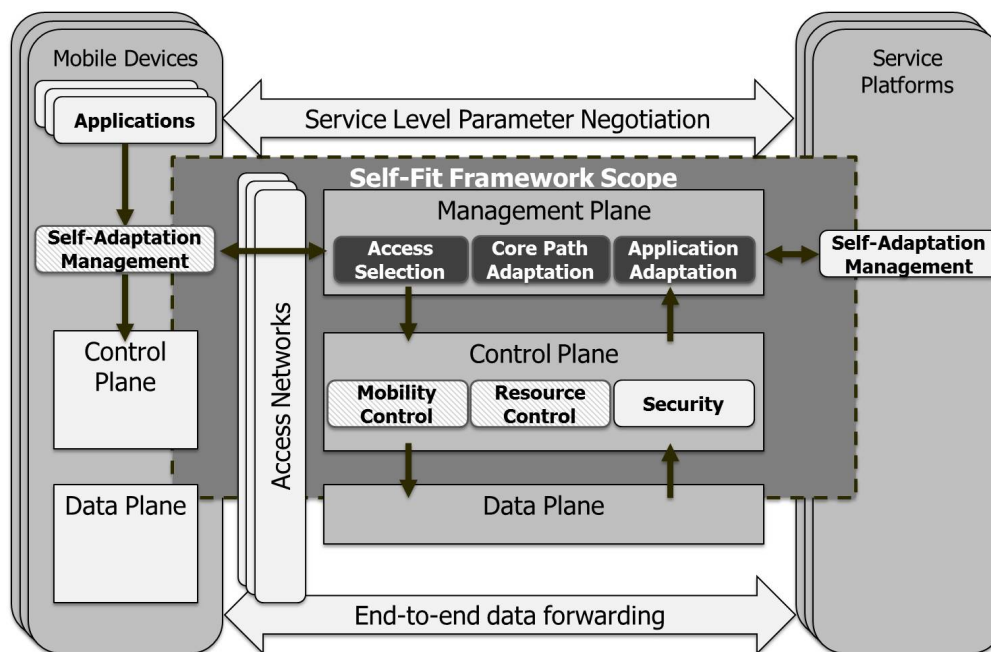 Mobile Devices
Applications
Self-Adaptation
Management
Control
Plane
Data Plane
Service Level Parameter Negotiation
Self-Fit Framework Scope
Access Networks
Management Plane
Access
Selection
Core Path
Adaptation
Application
Adaptation
Control Plane
Mobility
Control
Resource
Control
Security
Data Plane
End-to-end data forwarding
Service
Platforms
Self-Adaptation
Management